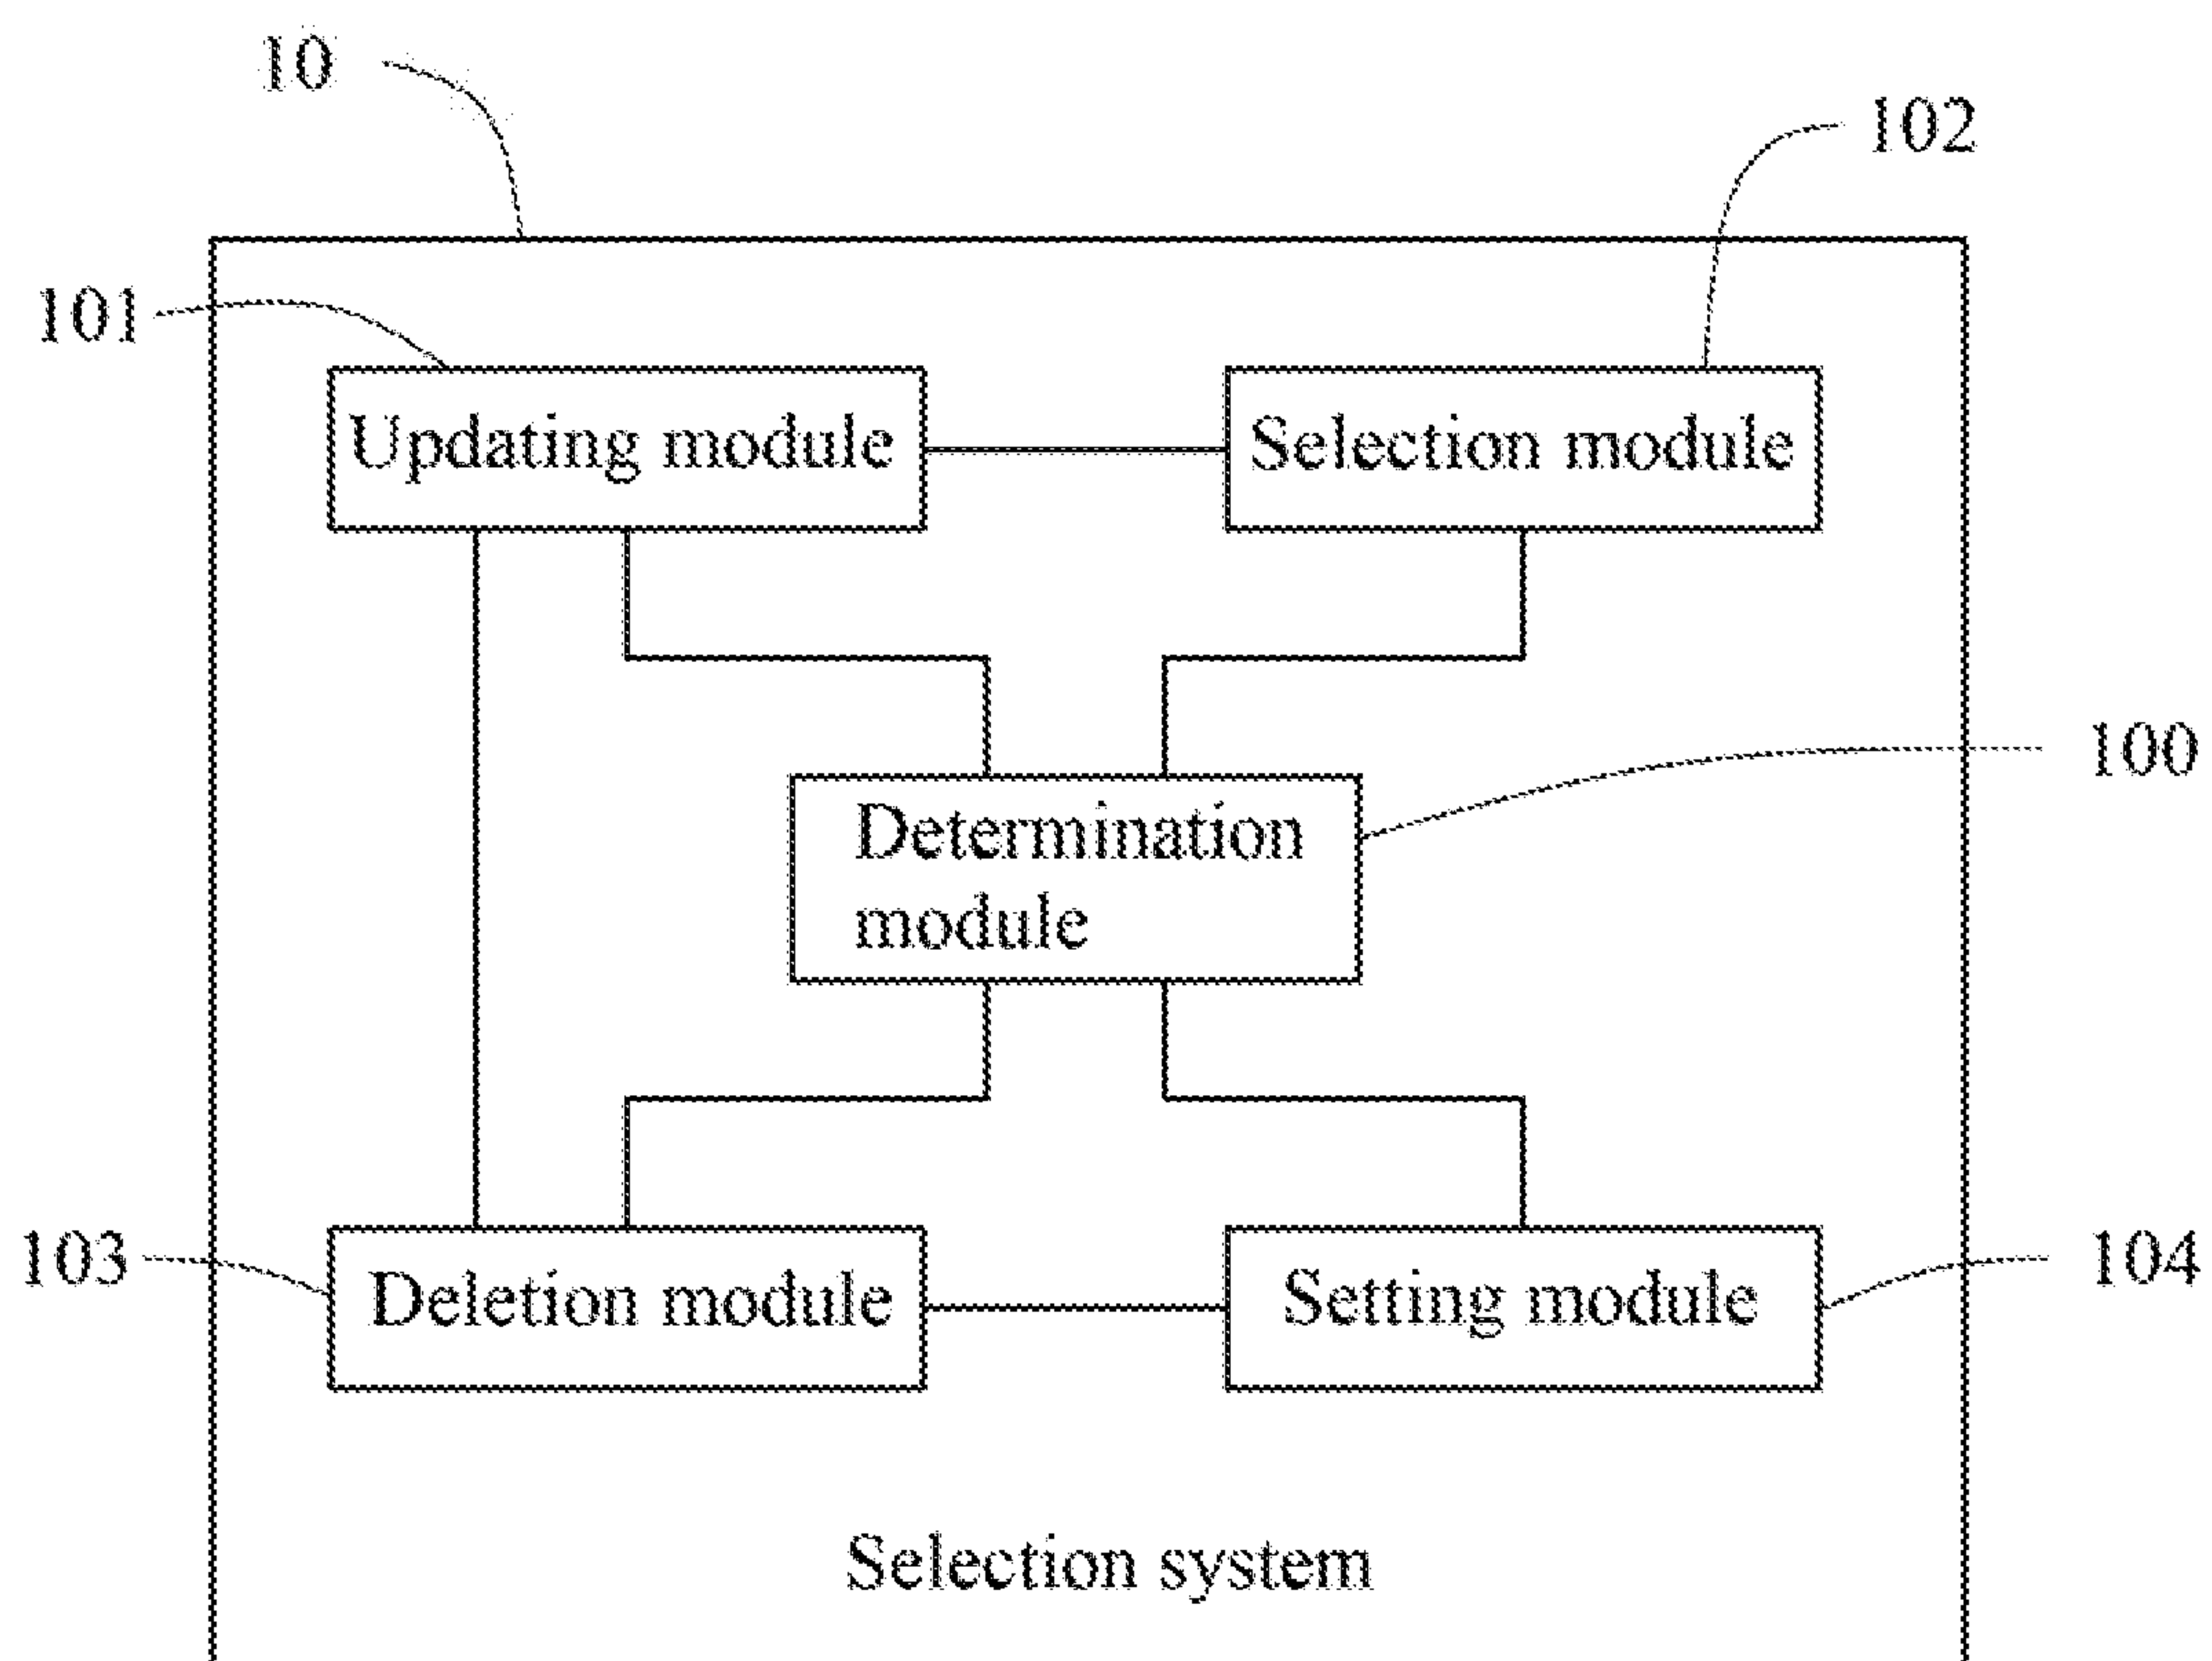 10
102
101
Updating module
Selection module
100
Determination
module
103
104
Deletion module
Setting module
Selection system